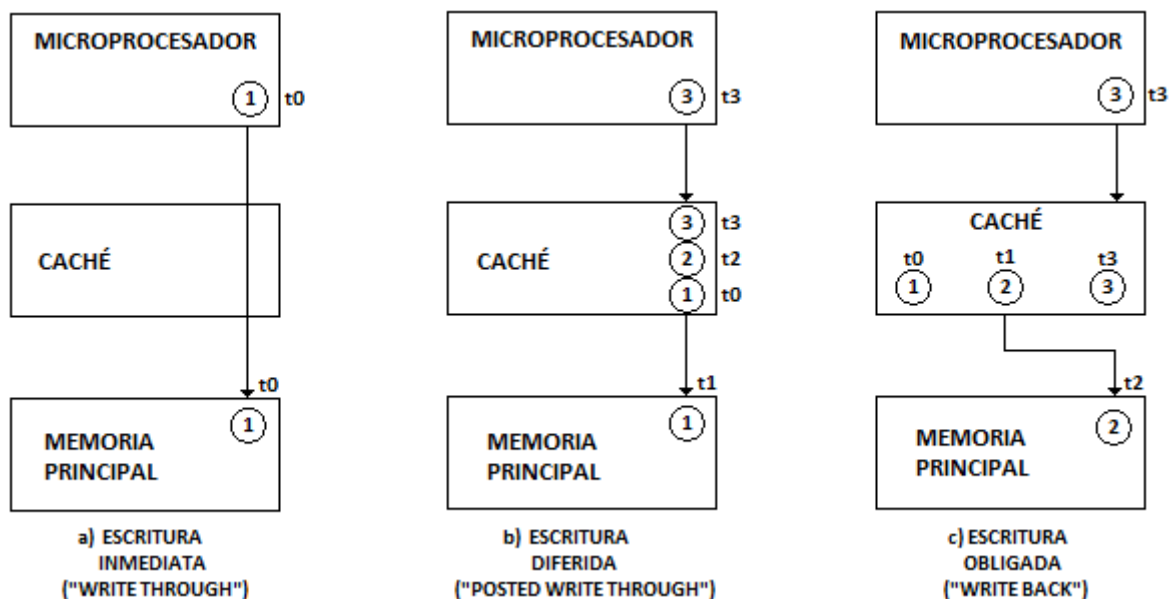 MICROPROCESADOR
1 t0
CACHÉ
t0
1
MEMORIA
PRINCIPAL
a) ESCRITURA
INMEDIATA
("WRITE THROUGH")
MICROPROCESADOR
3 t3
3 t3
CACHÉ 2 t2
1 t0
t1
1
MEMORIA
PRINCIPAL
b) ESCRITURA
DIFERIDA
("POSTED WRITE THROUGH")
MICROPROCESADOR
3 t3
CACHÉ
t0 t1 t3
1 2 3
t2
2
MEMORIA
PRINCIPAL
c) ESCRITURA
OBLIGADA
("WRITE BACK")